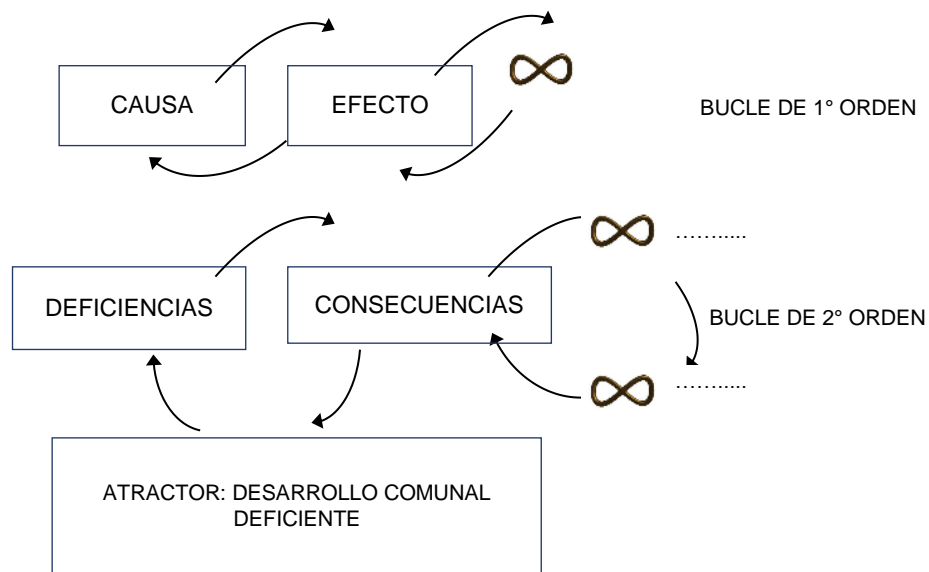 CAUSA
EFECTO
BUCLE DE 1° ORDEN
............
DEFICIENCIAS
CONSECUENCIAS
BUCLE DE 2° ORDEN
............
ATRACTOR: DESARROLLO COMUNAL
DEFICIENTE